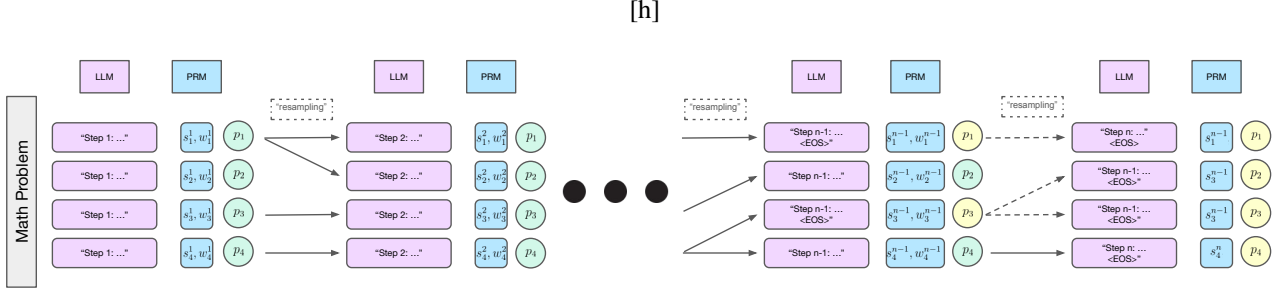 [h]
LLM PRM LLM PRM LLM PRM LLM PRM
"resampling" "resampling" "resampling"
Math Problem
"Step 1: ..." s_1^1, w_1^1 p_1 "Step 2: ..." s_1^2, w_1^2 p_1 "Step n-1: ... <EOS>" s_1^{n-1}, w_1^{n-1} p_1 "Step n: ..." <EOS> s_1^{n-1} p_1
"Step 1: ..." s_2^1, w_2^1 p_2 "Step 2: ..." s_2^2, w_2^2 p_2 "Step n-1: ..." s_2^{n-1}, w_2^{n-1} p_2 "Step n-1: ... <EOS>" s_3^{n-1} p_2
"Step 1: ..." s_3^1, w_3^1 p_3 "Step 2: ..." s_3^2, w_3^2 p_3 "Step n-1: ... <EOS>" s_3^{n-1}, w_3^{n-1} p_3 "Step n-1: ... <EOS>" s_3^{n-1} p_3
"Step 1: ..." s_4^1, w_4^1 p_4 "Step 2: ..." s_4^2, w_4^2 p_4 "Step n-1: ..." s_4^{n-1}, w_4^{n-1} p_4 "Step n: ... <EOS>" s_4^n p_4